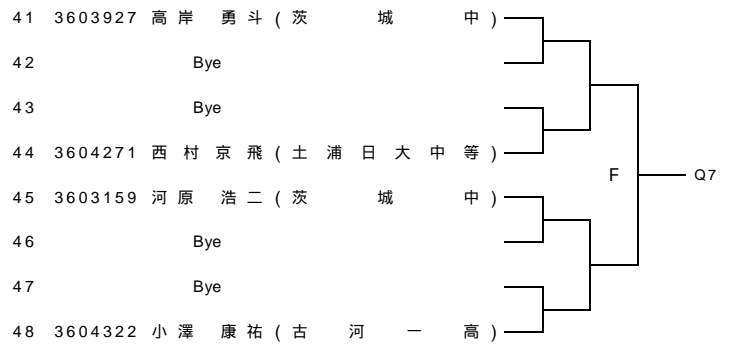 41 3603927 高岸 勇斗(茨城中)
42 Bye
43 Bye
44 3604271 西村京飛(土浦日大中等)
F Q7
45 3603159 河原 浩二(茨城中)
46 Bye
47 Bye
48 3604322 小澤 康祐(古河一高)